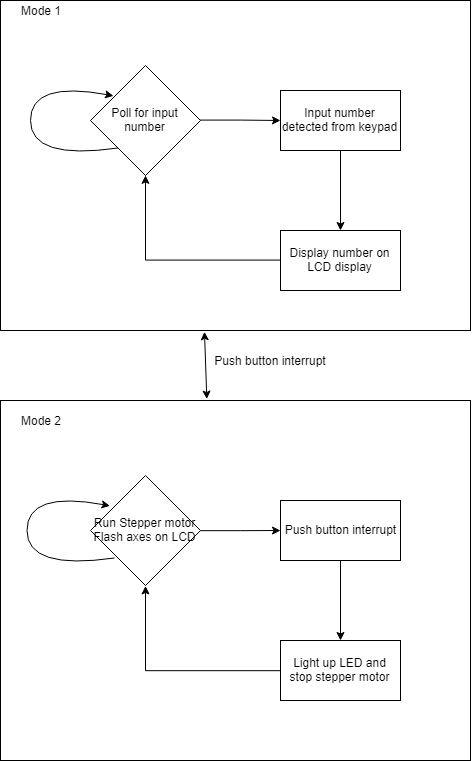 Mode 1
Poll for input
number
Input number
detected from keypad
Display number on
LCD display
Push button interrupt
Mode 2
Run Stepper motor
Flash axes on LCD
Push button interrupt
Light up LED and
stop stepper motor